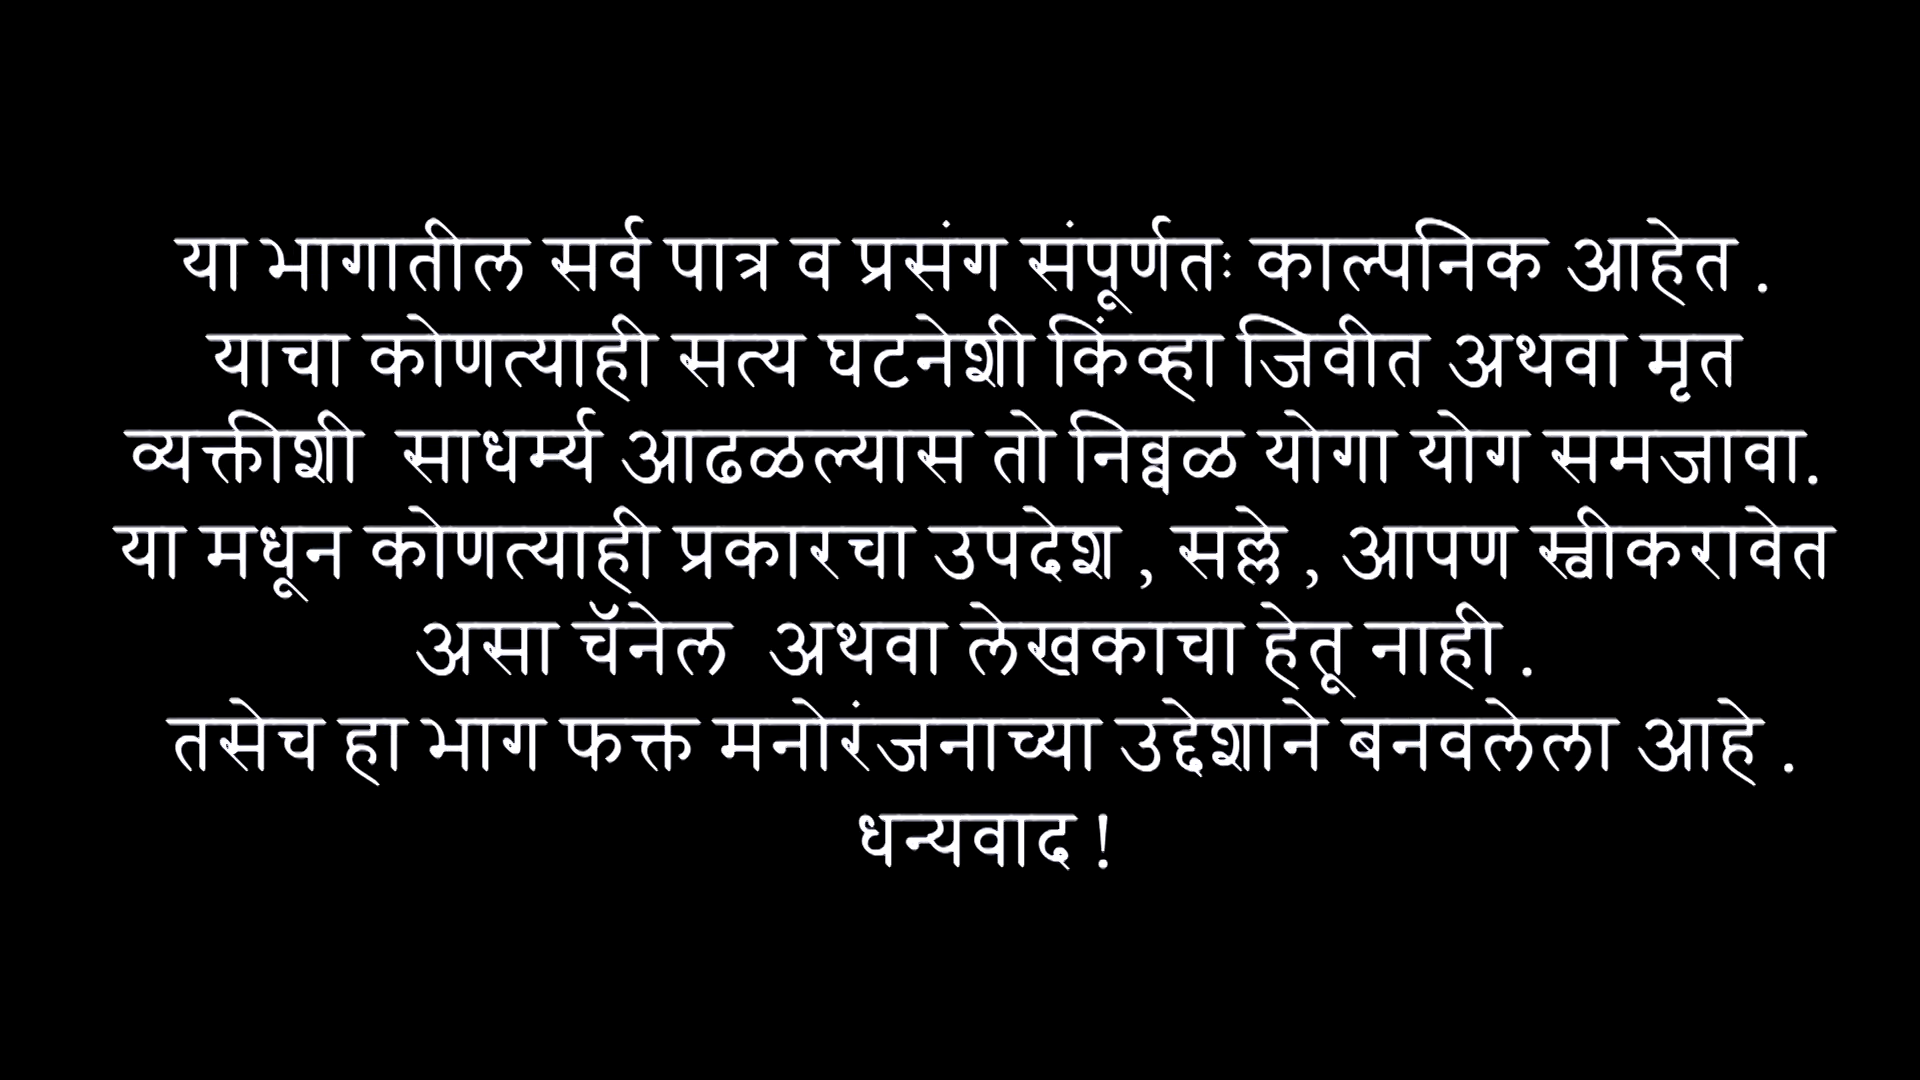 या भागातील सर्व पात्र व प्रसंग संपूर्णतः काल्पनिक आहेत .
याचा कोणत्याही सत्य घटनेशी किंव्हा जिवीत अथवा मृत
व्यक्तीशी  साधर्म्य आढळल्यास तो निव्वळ योगा योग समजावा.
या मधून कोणत्याही प्रकारचा उपदेश , सल्ले , आपण स्वीकरावेत
असा चॅनेल  अथवा लेखकाचा हेतू नाही .
तसेच हा भाग फक्त मनोरंजनाच्या उद्देशाने बनवलेला आहे .
धन्यवाद !